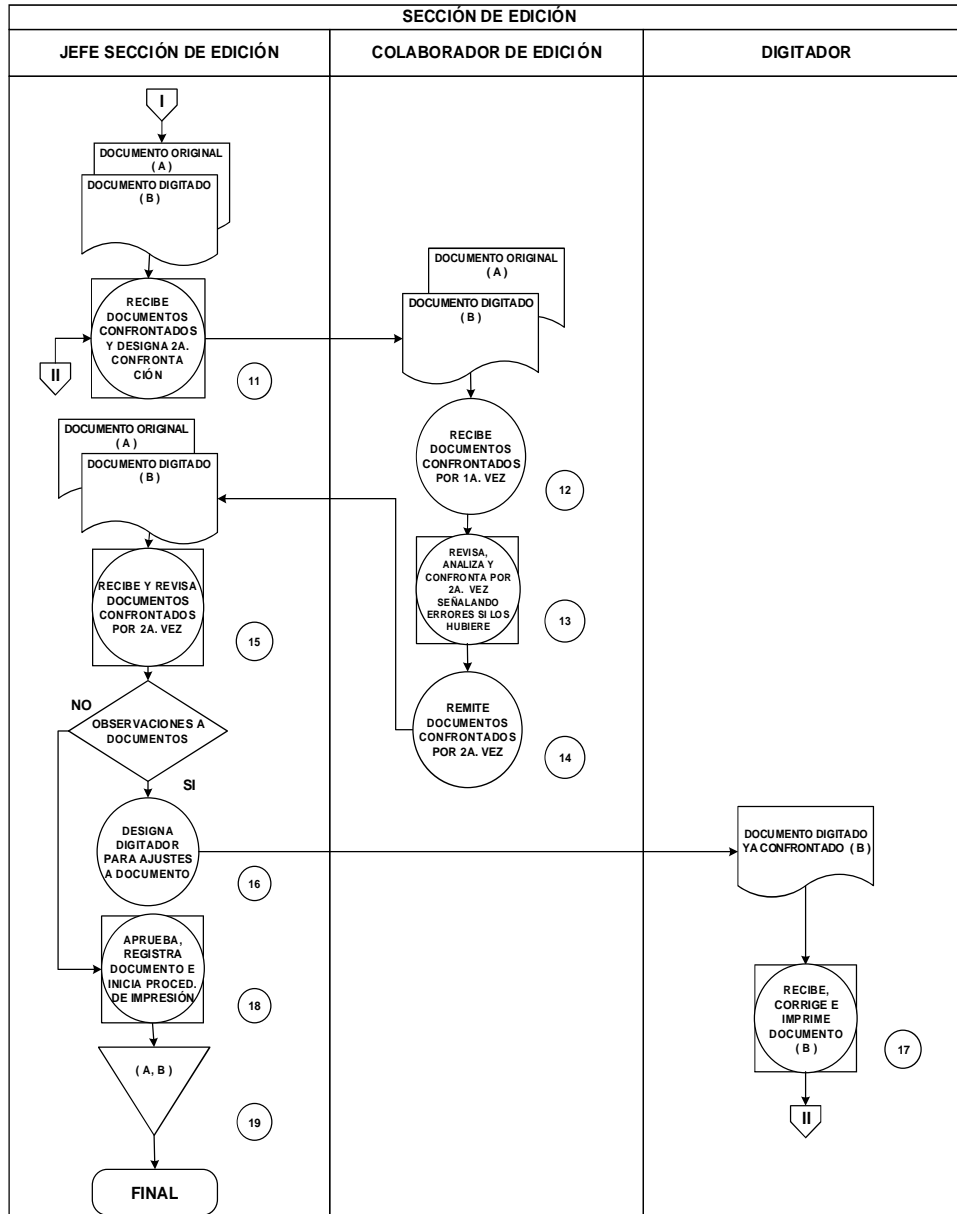 SECCIÓN DE EDICIÓN
JEFE SECCIÓN DE EDICIÓN
COLABORADOR DE EDICIÓN
DIGITADOR
I
DOCUMENTO ORIGINAL
( A )
DOCUMENTO DIGITADO
( B )
RECIBE
DOCUMENTOS
CONFRONTADOS
Y DESIGNA 2A.
CONFRONTA
CIÓN
II
11
DOCUMENTO ORIGINAL
( A )
DOCUMENTO DIGITADO
( B )
RECIBE
DOCUMENTOS
CONFRONTADOS
POR 1A. VEZ
12
REVISA,
ANALIZA Y
CONFRONTA POR
2A. VEZ
SEÑALANDO
ERRORES SI LOS
HUBIERE
13
REMITE
DOCUMENTOS
CONFRONTADOS
POR 2A. VEZ
14
DOCUMENTO ORIGINAL
( A )
DOCUMENTO DIGITADO
( B )
RECIBE Y REVISA
DOCUMENTOS
CONFRONTADOS
POR 2A. VEZ
15
NO
OBSERVACIONES A
DOCUMENTOS
SI
DESIGNA
DIGITADOR
PARA AJUSTES
A DOCUMENTO
16
DOCUMENTO DIGITADO
YA CONFRONTADO ( B )
RECIBE,
CORRIGE E
IMPRIME
DOCUMENTO
( B )
17
II
APRUEBA,
REGISTRA
DOCUMENTO E
INICIA PROCED.
DE IMPRESIÓN
18
( A, B )
19
FINAL